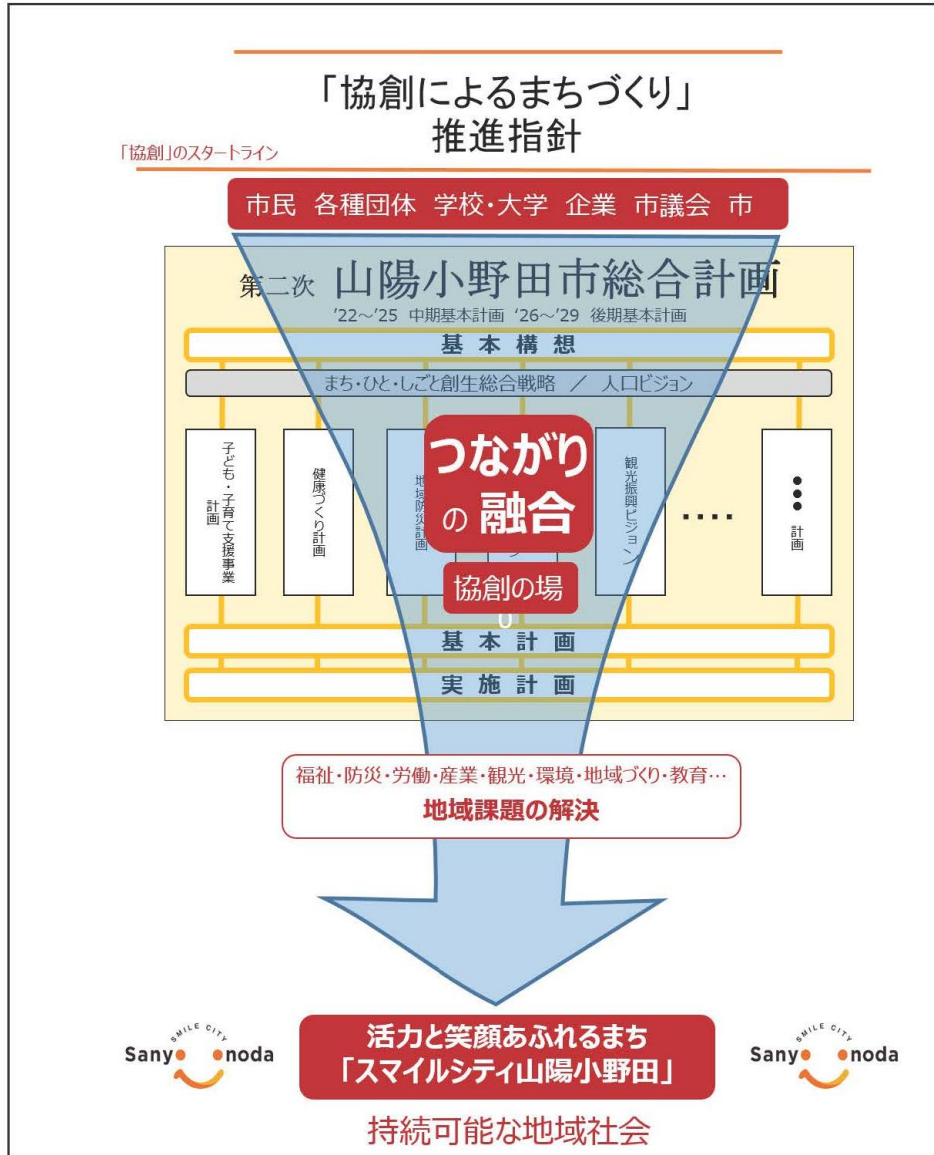 「協創によるまちづくり」
推進指針
「協創」のスタートライン
市民 各種団体 学校・大学 企業 市議会 市
第二次 山陽小野田市総合計画
'22～'25 中期基本計画 '26～'29 後期基本計画
基本構想
まち・ひと・しごと創生総合戦略 ／ 人口ビジョン
子ども・子育て支援事業
計画
健康づくり計画
地域防災計画
ン
観光振興ビジョン
‥‥
●●●計画
つながり
の融合
協創の場
基本計画
実施計画
福祉・防災・労働・産業・観光・環境・地域づくり・教育…
地域課題の解決
SMILE CITY
Sanyo onoda
活力と笑顔あふれるまち
「スマイルシティ山陽小野田」
SMILE CITY
Sanyo onoda
持続可能な地域社会